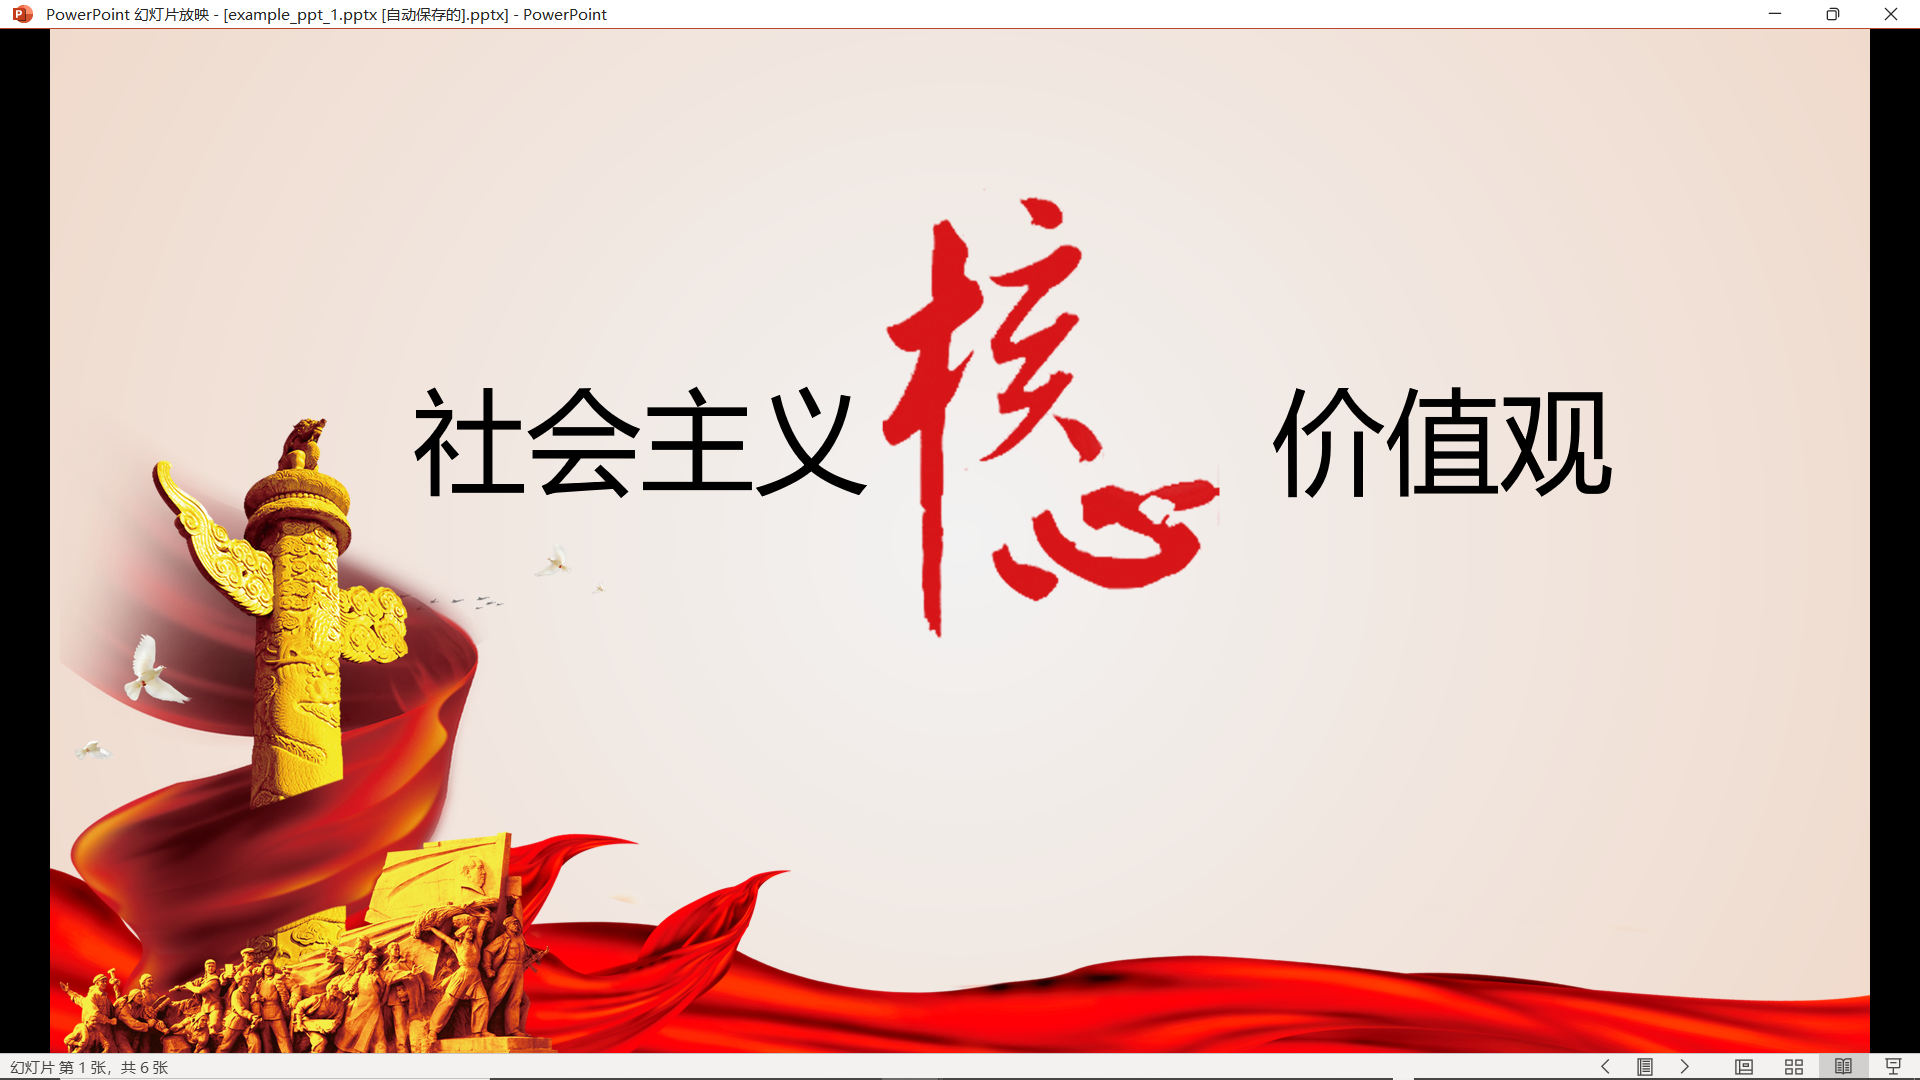 PowerPoint 幻灯片放映 - [example_ppt_1.pptx [自动保存的].pptx] - PowerPoint
社会主义核心价值观
幻灯片 第 1 张，共 6 张